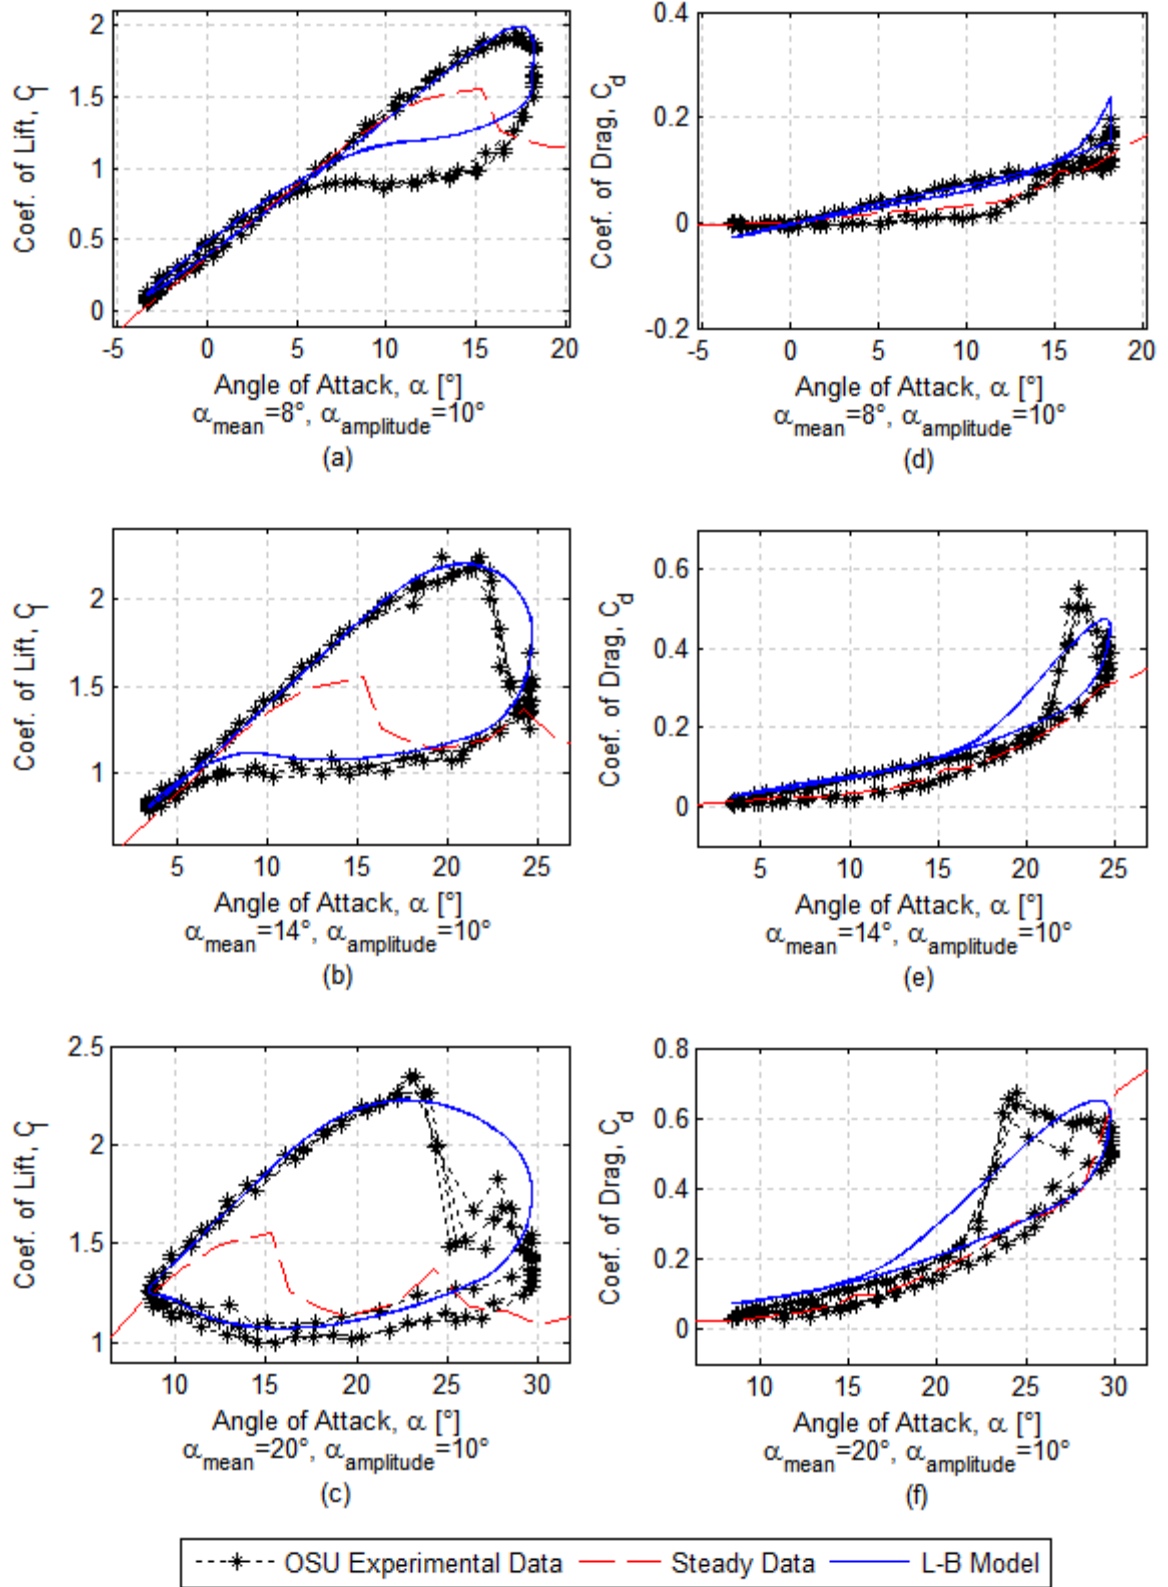 2
1.5
1
0.5
0
-5 0 5 10 15 20
Coef. of Lift, Cl
Angle of Attack, α [°]
αmean=8°, αamplitude=10°
(a)
0.4
0.2
0
-0.2
-5 0 5 10 15 20
Coef. of Drag, Cd
Angle of Attack, α [°]
αmean=8°, αamplitude=10°
(d)
2
1.5
1
5 10 15 20 25
Coef. of Lift, Cl
Angle of Attack, α [°]
αmean=14°, αamplitude=10°
(b)
0.6
0.4
0.2
0
5 10 15 20 25
Coef. of Drag, Cd
Angle of Attack, α [°]
αmean=14°, αamplitude=10°
(e)
2.5
2
1.5
1
10 15 20 25 30
Coef. of Lift, Cl
Angle of Attack, α [°]
αmean=20°, αamplitude=10°
(c)
0.8
0.6
0.4
0.2
0
10 15 20 25 30
Coef. of Drag, Cd
Angle of Attack, α [°]
αmean=20°, αamplitude=10°
(f)
OSU Experimental Data Steady Data L-B Model